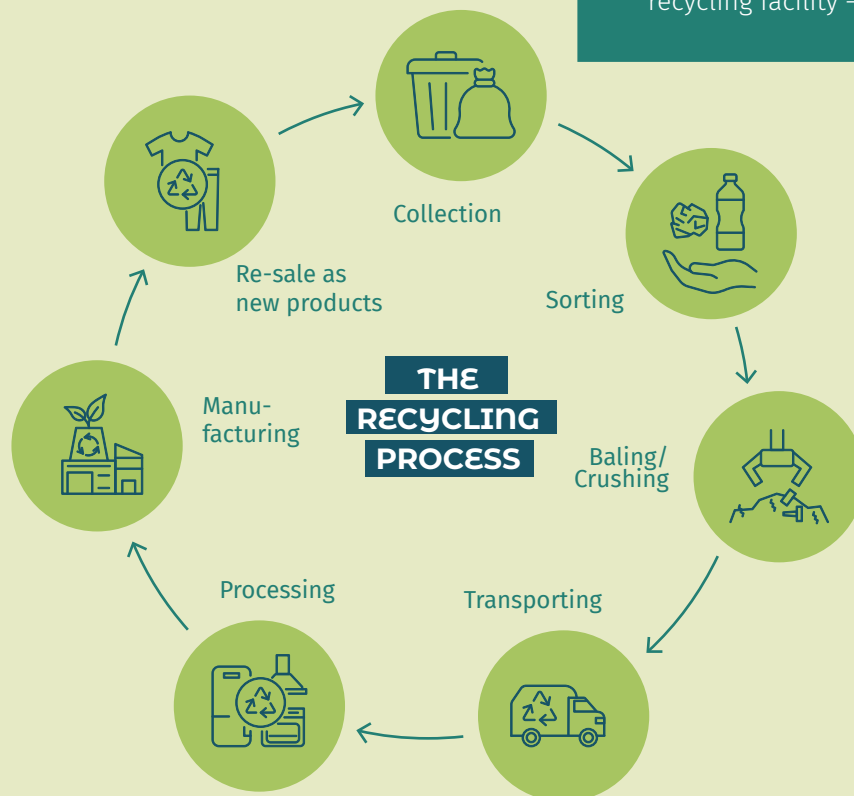 recycling facility –
Collection
Sorting
Baling/
Crushing
Transporting
Processing
Manu-
facturing
Re-sale as
new products
THE
RECYCLING
PROCESS